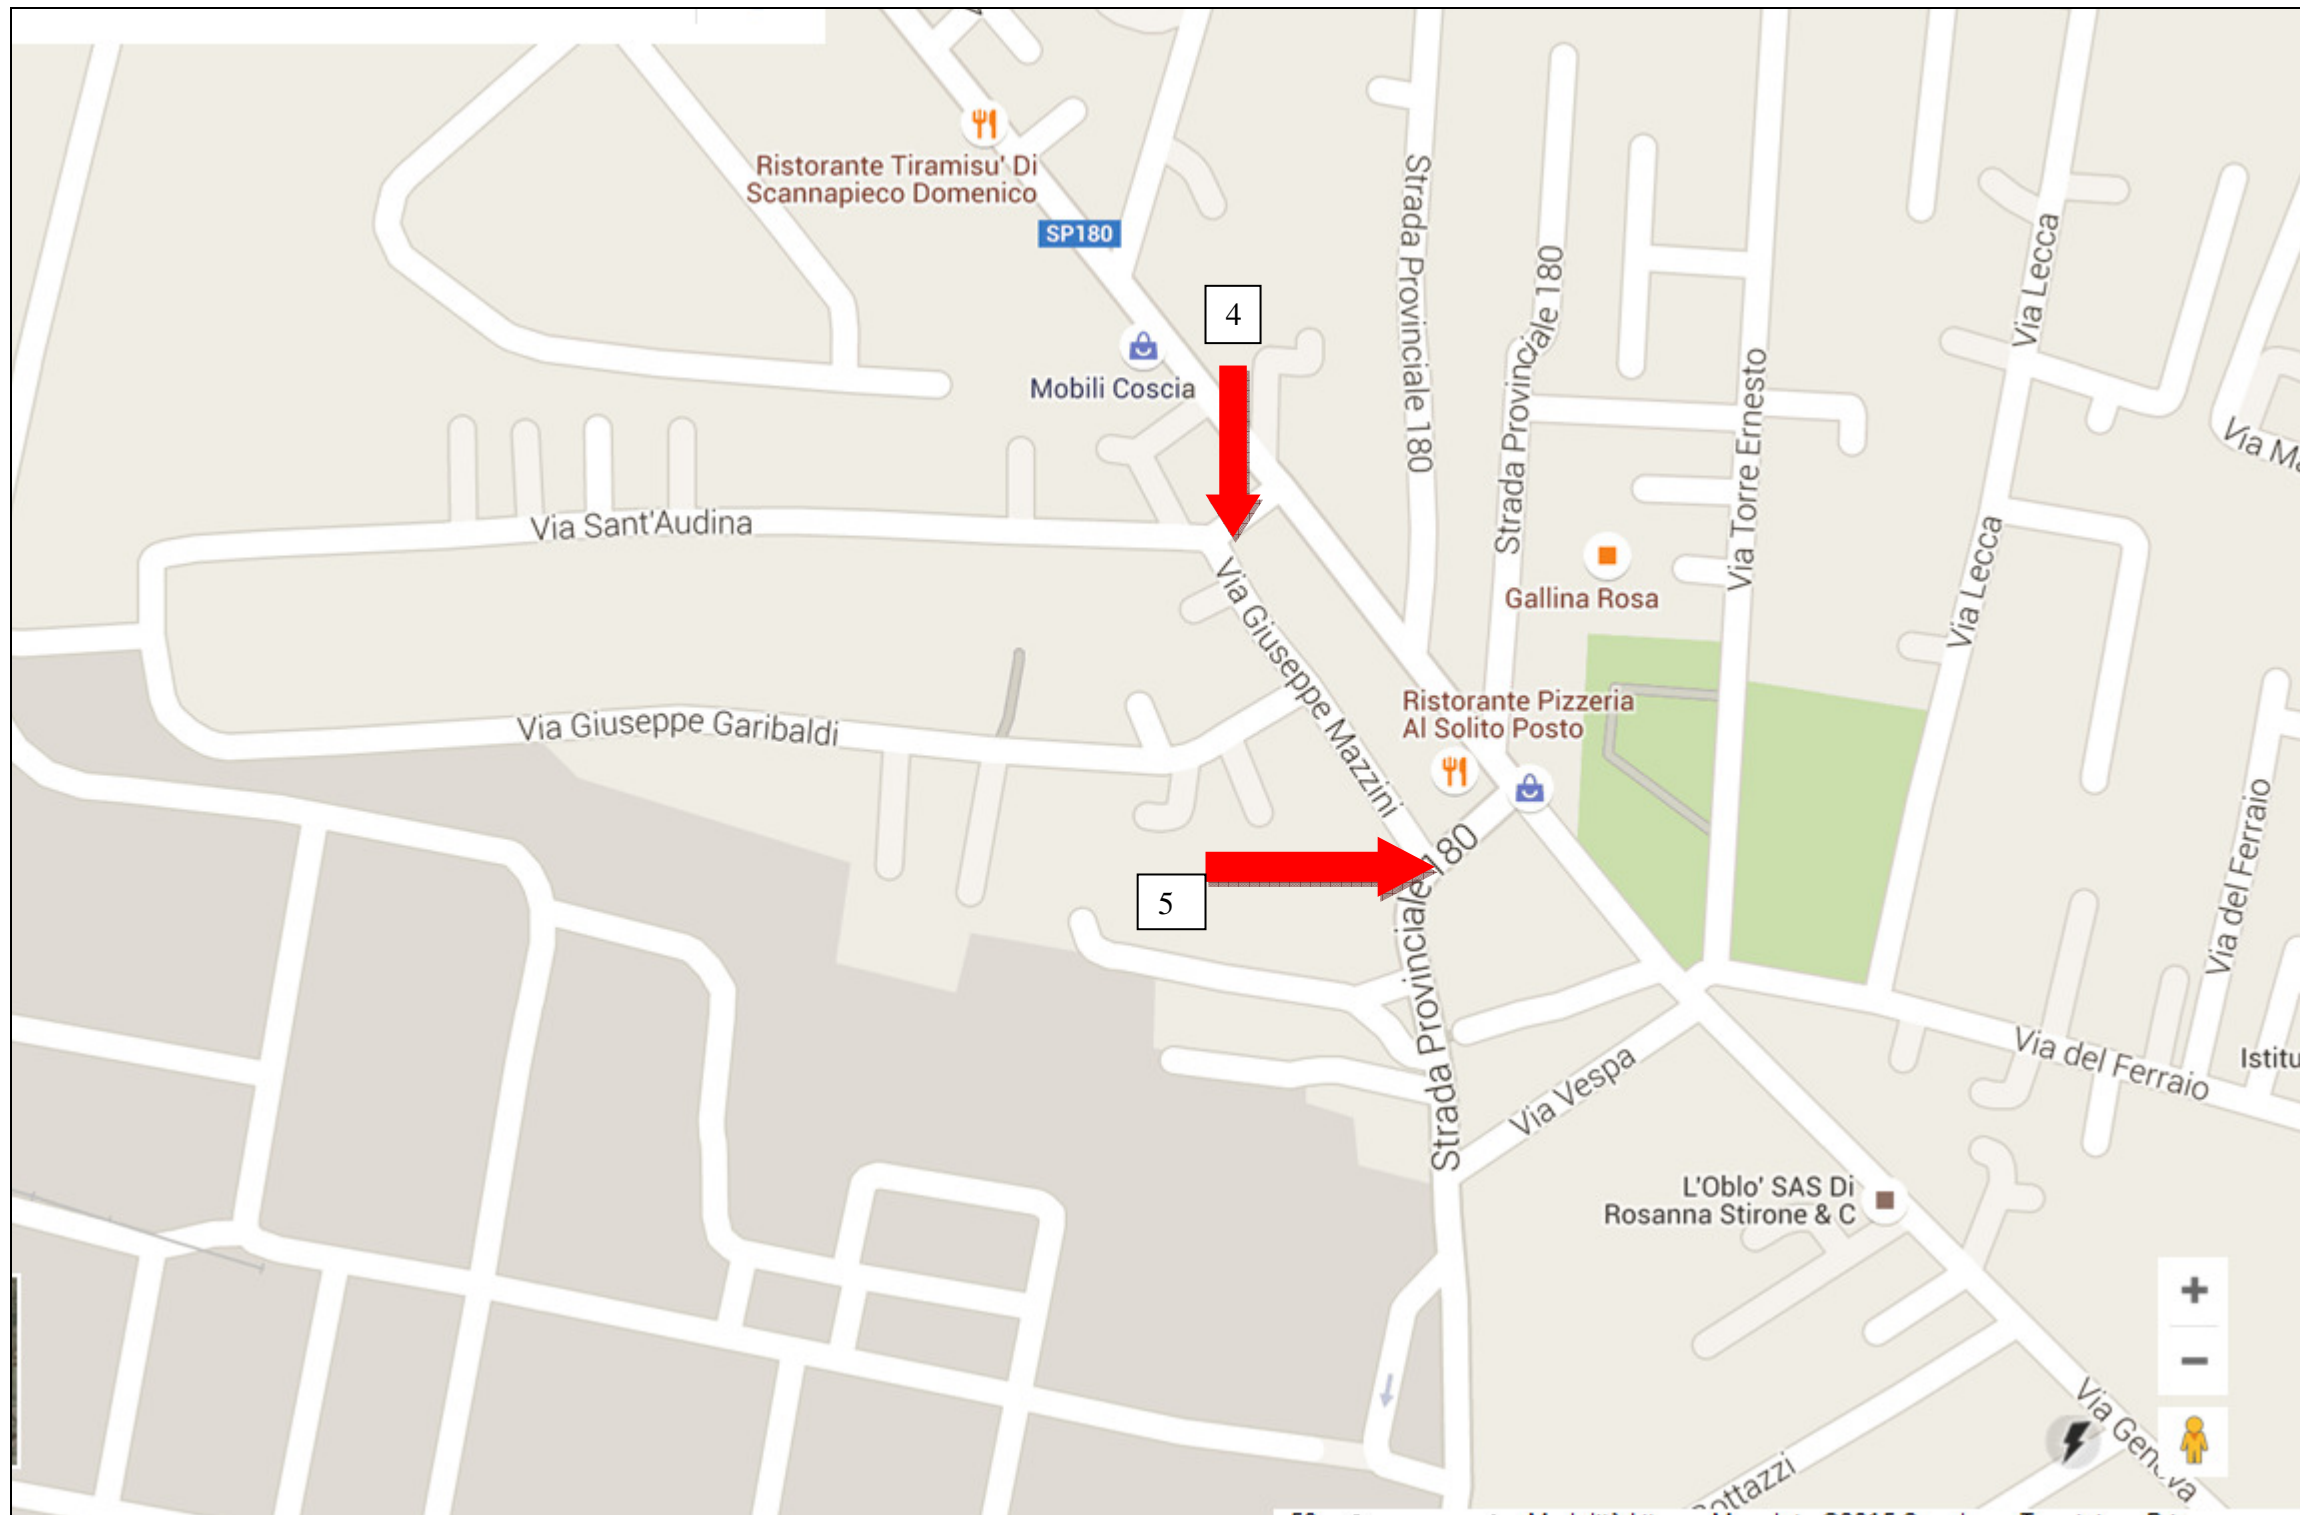 Ristorante Tiramisu' Di
Scannapieco Domenico
SP180
4
Mobili Coscia
Strada Provinciale 180
Strada Provinciale 180
Via Lecca
Via Torre Ernesto
Via Sant'Audina
Gallina Rosa
Via Lecca
Via Giuseppe Mazzini
Via Giuseppe Garibaldi
Ristorante Pizzeria
Al Solito Posto
5
Strada Provinciale 180
Via del Ferraio
Via del Ferraio
Via Vespa
L'Oblo' SAS Di
Rosanna Stirone & C
+
−
Via Geneva